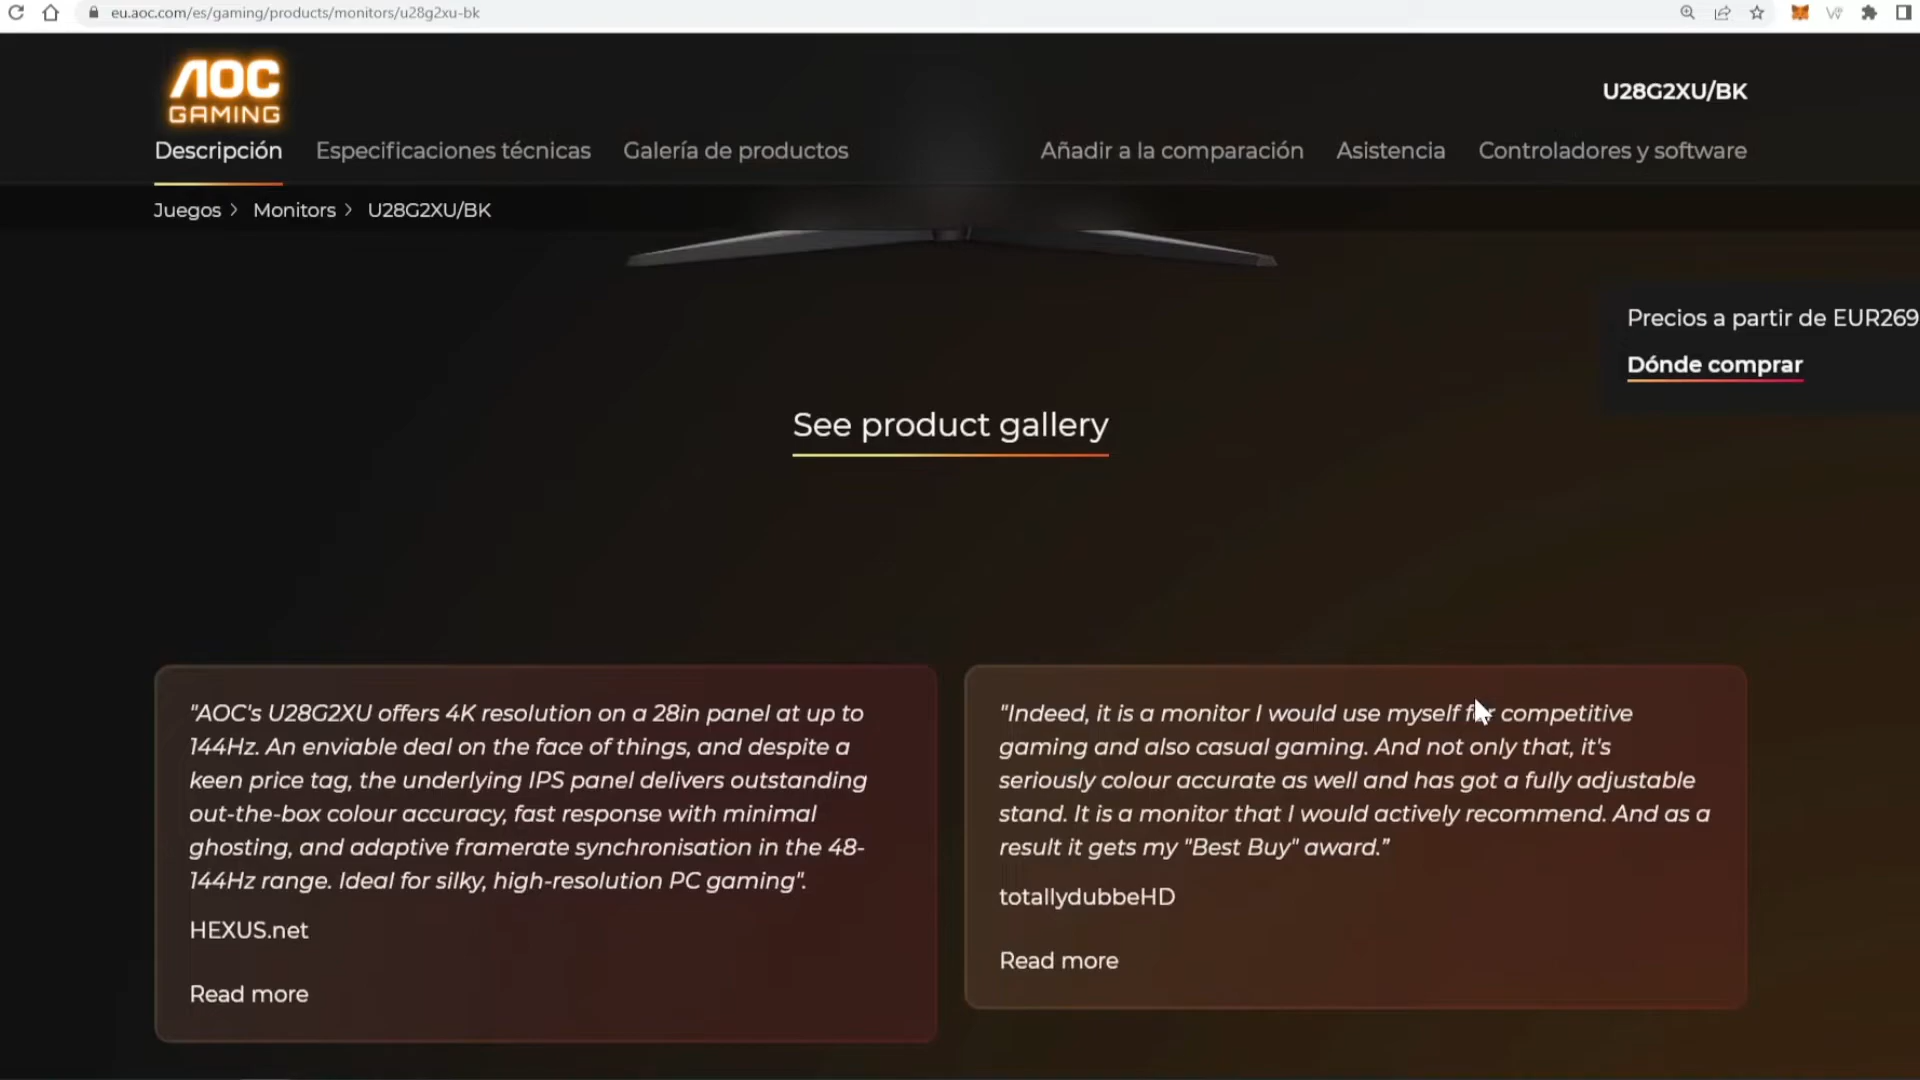 eu.aoc.com/es/gaming/products/monitors/u28g2xu-bk
AOC
GAMING
U28G2XU/BK
Descripción
Especificaciones técnicas
Galería de productos
Añadir a la comparación
Asistencia
Controladores y software
Juegos > Monitors > U28G2XU/BK
Precios a partir de EUR269
Dónde comprar
See product gallery
"AOC's U28G2XU offers 4K resolution on a 28in panel at up to
144Hz. An enviable deal on the face of things, and despite a
keen price tag, the underlying IPS panel delivers outstanding
out-the-box colour accuracy, fast response with minimal
ghosting, and adaptive framerate synchronisation in the 48-
144Hz range. Ideal for silky, high-resolution PC gaming".
HEXUS.net
Read more
"Indeed, it is a monitor I would use myself for competitive
gaming and also casual gaming. And not only that, it's
seriously colour accurate as well and has got a fully adjustable
stand. It is a monitor that I would actively recommend. And as a
result it gets my "Best Buy" award.”
totallydubbeHD
Read more